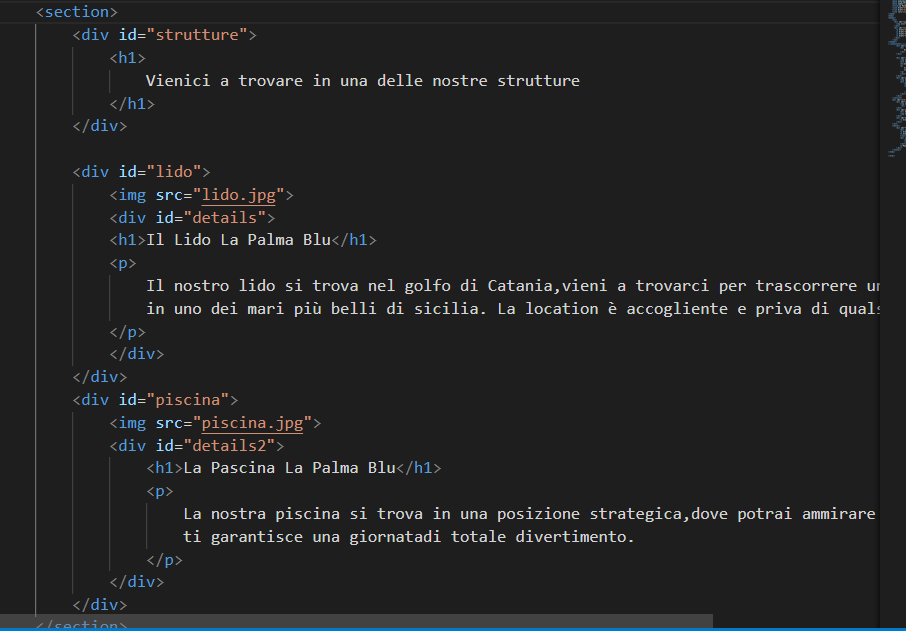 <section>
<div id="strutture">
<h1>
Vienici a trovare in una delle nostre strutture
</h1>
</div>
<div id="lido">
<img src="lido.jpg">
<div id="details">
<h1>Il Lido La Palma Blu</h1>
<p>
Il nostro lido si trova nel golfo di Catania,vieni a trovarci per trascorrere
in uno dei mari più belli di sicilia. La location è accogliente e priva di
</p>
</div>
</div>
<div id="piscina">
<img src="piscina.jpg">
<div id="details2">
<h1>La Pascina La Palma Blu</h1>
<p>
La nostra piscina si trova in una posizione strategica,dove potrai ammirare
ti garantisce una giornatadi totale divertimento.
</p>
</div>
</div>
</section>